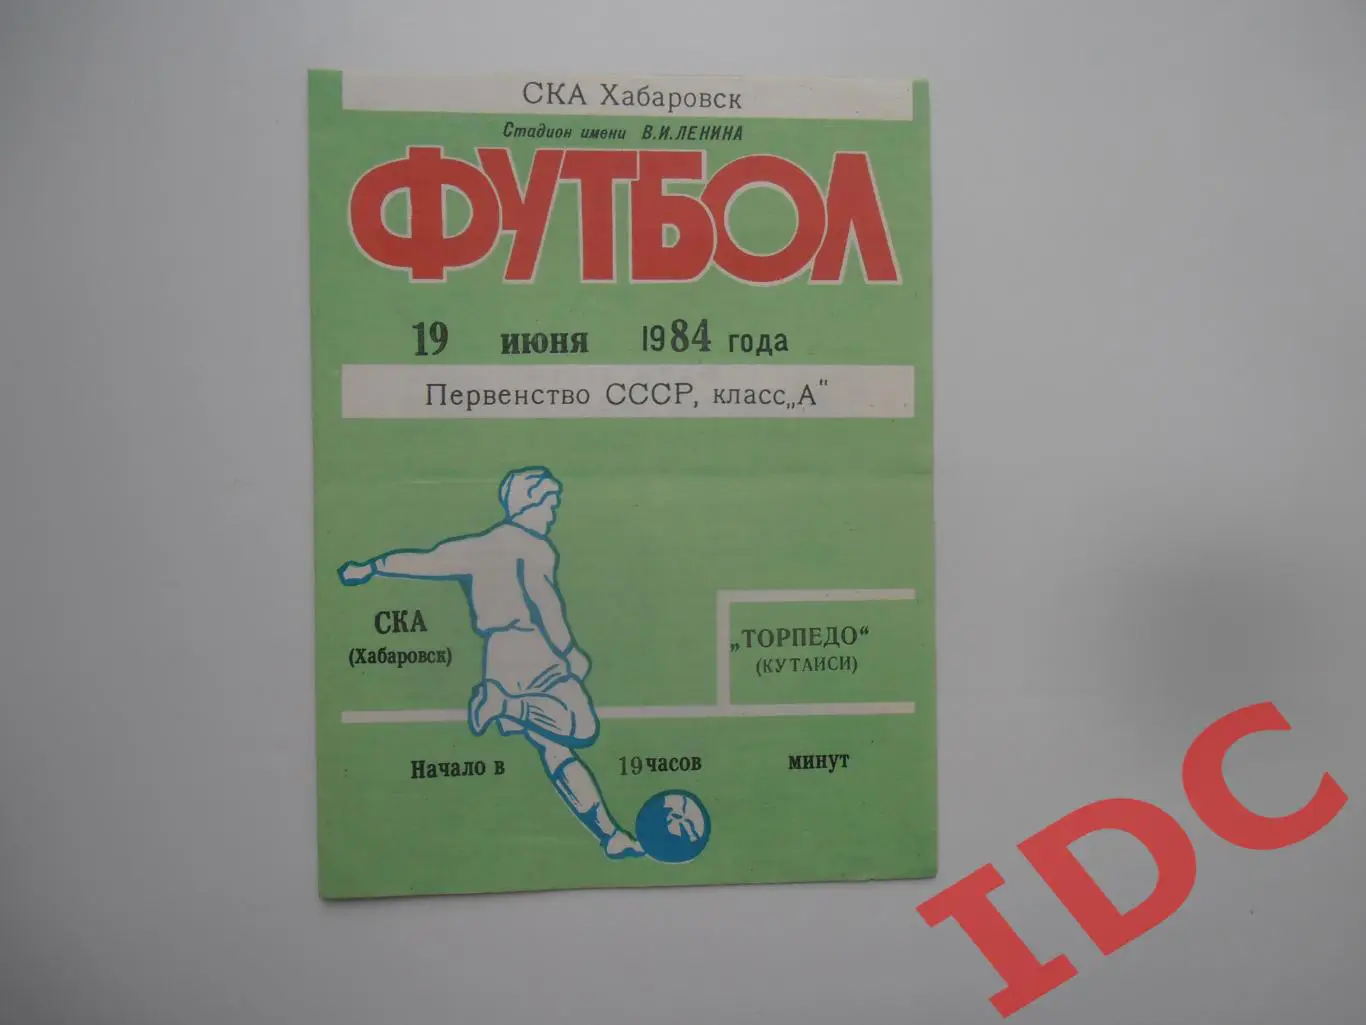 СКА Хабаровск
Стадион имени В.И.ЛЕНИНА
ФУТБОЛ
19 июня 1984 года
Первенство СССР, класс „А"
СКА
(Хабаровск)
„ТОРПЕДО"
(КУТАИСИ)
Начало в 19 часов минут
IDC